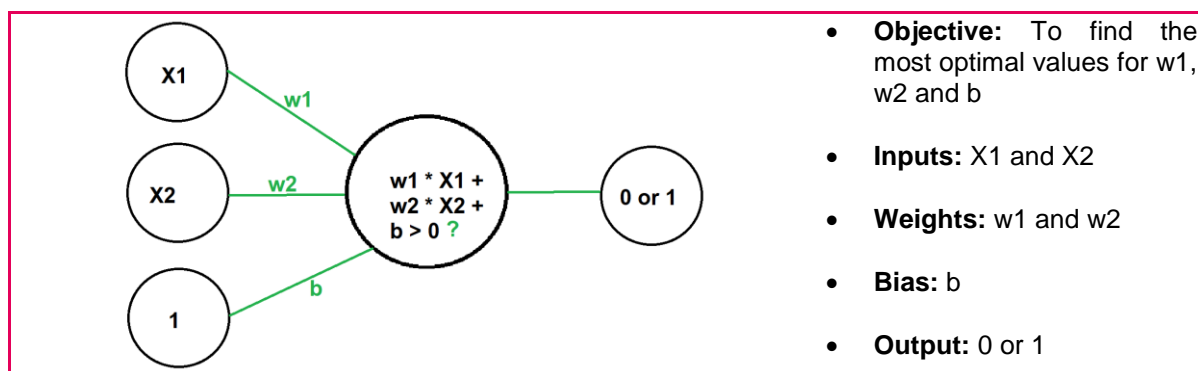 X1
w1
X2
w2
1
b
w1 * X1 +
w2 * X2 +
b > 0 ?
0 or 1
• Objective: To find the
most optimal values for w1,
w2 and b
• Inputs: X1 and X2
• Weights: w1 and w2
• Bias: b
• Output: 0 or 1